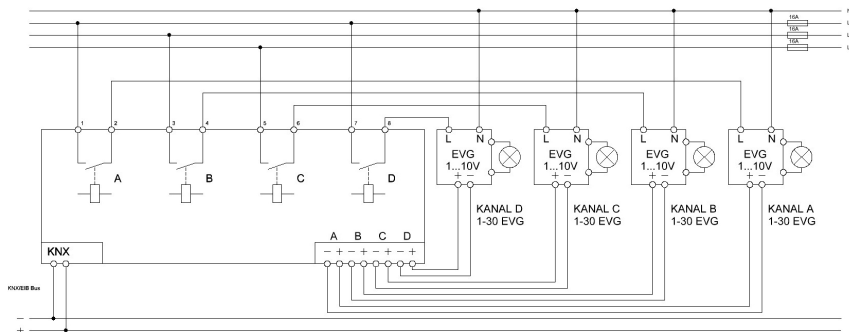 N
16A
L
16A
L
16A
L
1 2 3 4 5 6 7 8
L N L N L N L N
EVG EVG EVG EVG
1...10V 1...10V 1...10V 1...10V
+ − + − + − + −
A B C D
KANAL D KANAL C KANAL B KANAL A
1-30 EVG 1-30 EVG 1-30 EVG 1-30 EVG
A B C D
KNX − + − + − + − +
KNX/EIB Bus
−
+